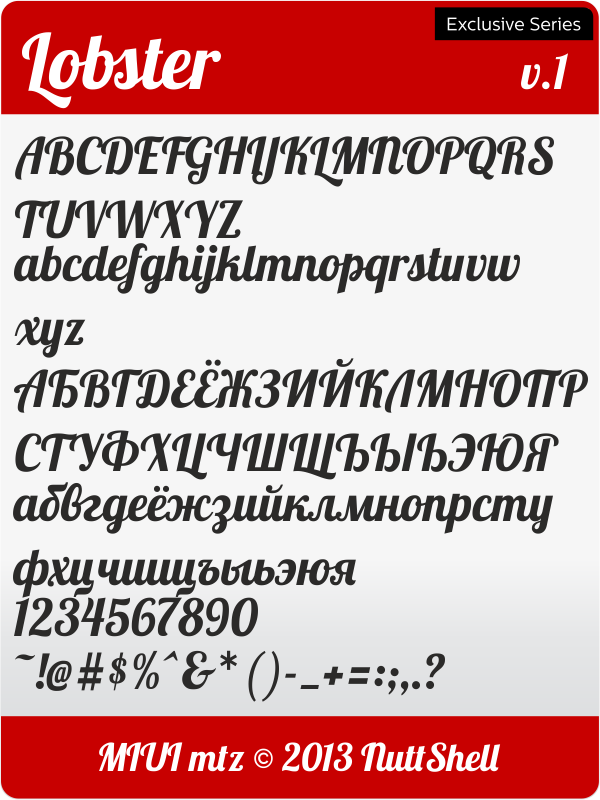 Exclusive Series
Lobster
v.1
ABCDEFGHIJKLMNOPQRS
TUVWXYZ
abcdefghijklmnopqrstuvw
xyz
АБВГДЕЁЖЗИЙКЛМНОПР
СТУФХЦЧШЩЪЫЬЭЮЯ
абвгдеёжзийклмнопрсту
фхцчшщъыьэюя
1234567890
~!@#$%^&*()-_+=:;,.?
MIUI mtz © 2013 NuttShell